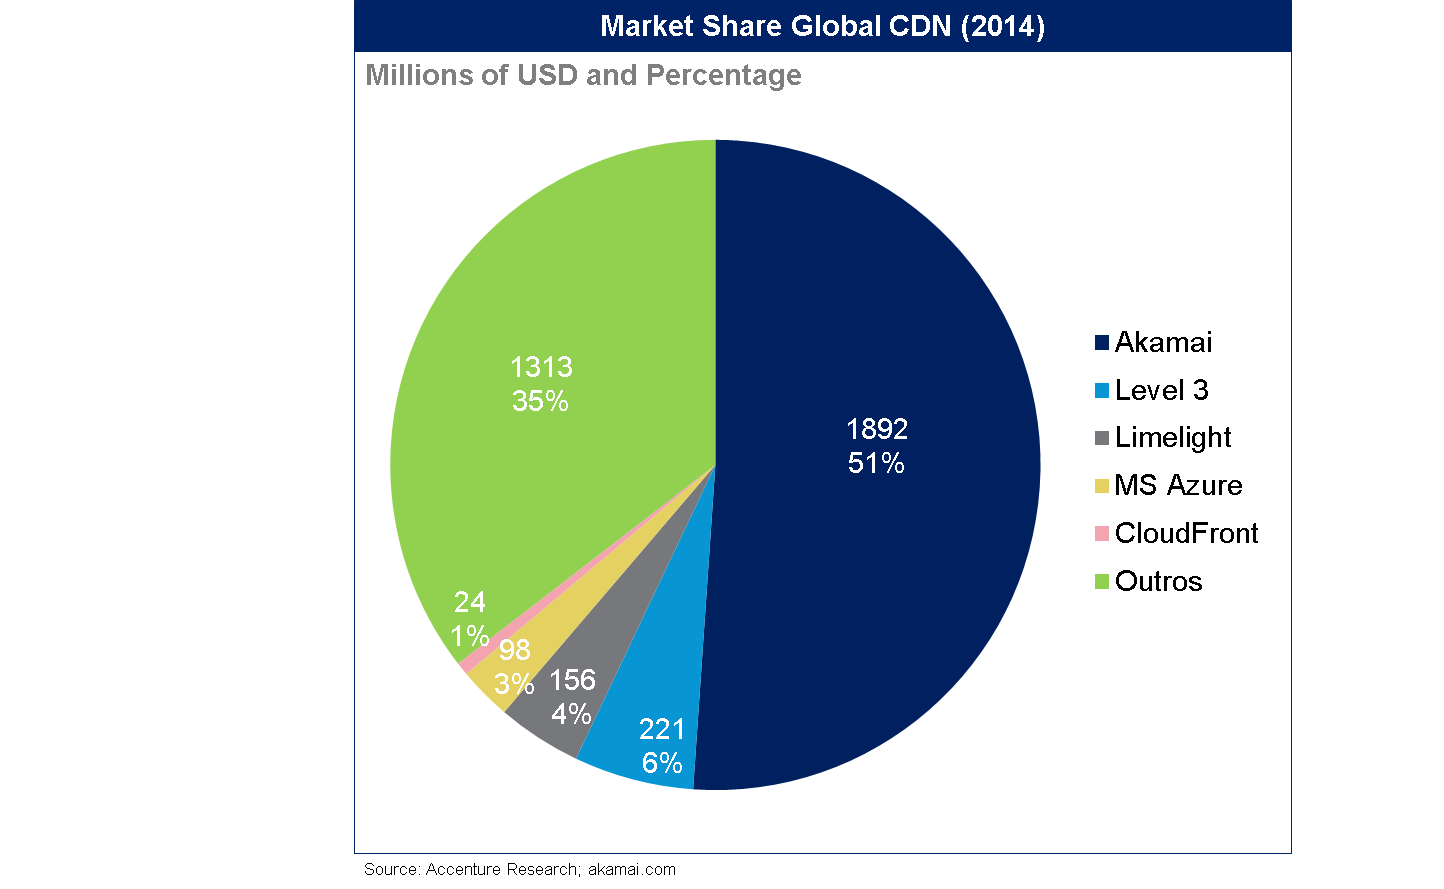 Market Share Global CDN (2014)
Millions of USD and Percentage
1313
35%
1892
51%
24
1%
98
3%
156
4%
221
6%
Akamai
Level 3
Limelight
MS Azure
CloudFront
Outros
Source: Accenture Research; akamai.com